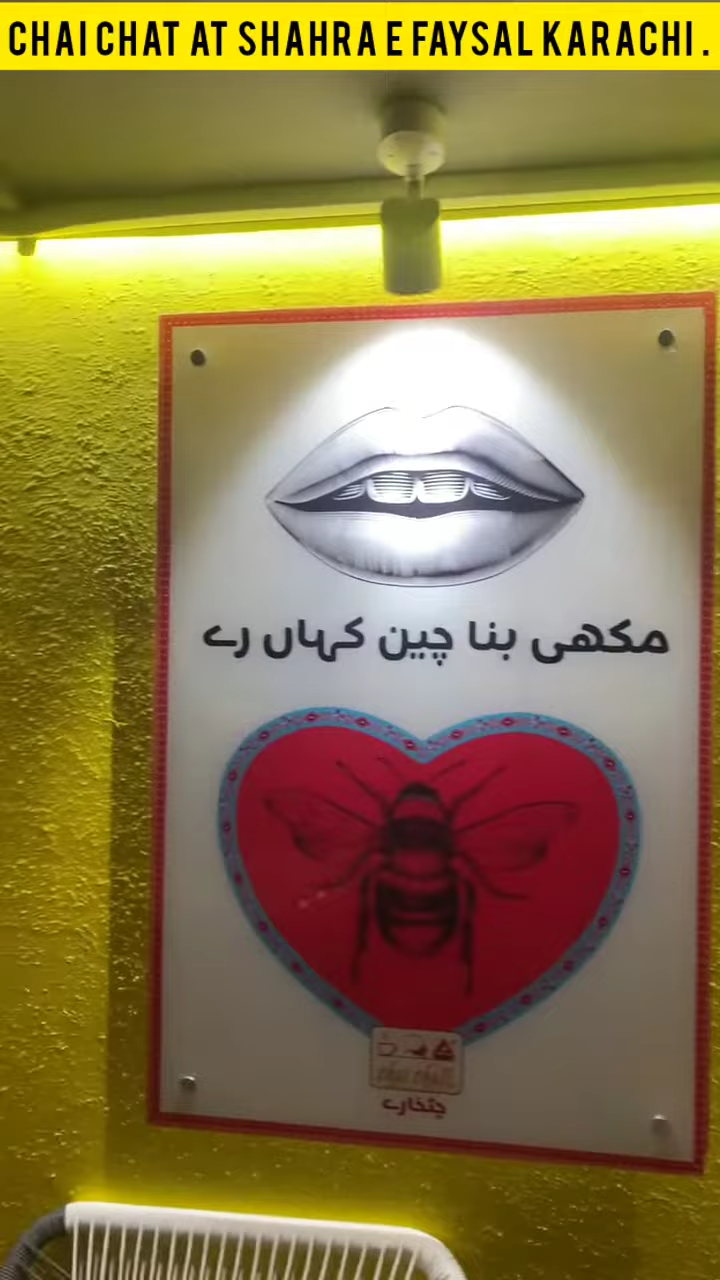 CHAI CHAT AT SHAHRA E FAYSAL KARACHI .
مکھی بنا چین کہاں رے
چٹخارے